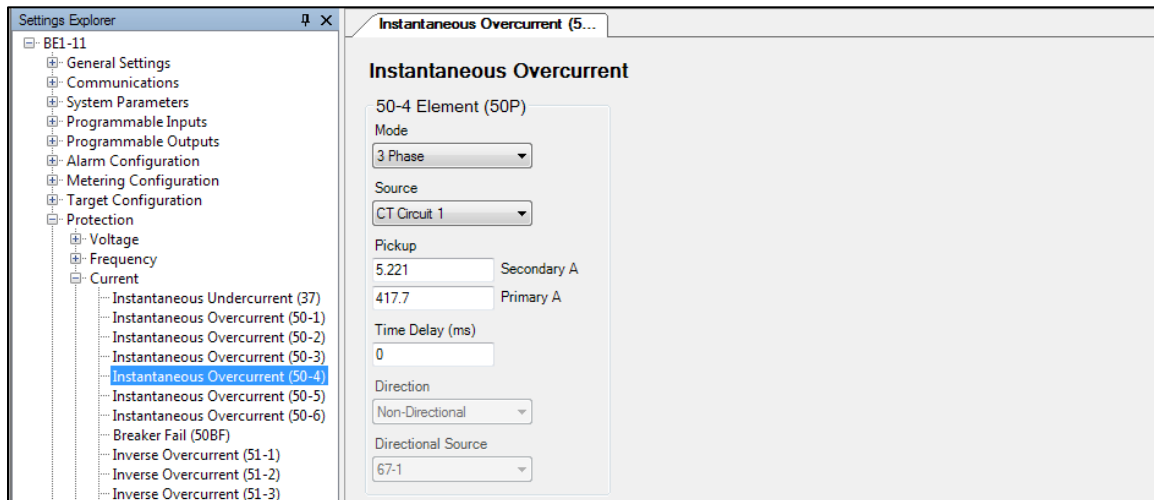 Settings Explorer
BE1-11
General Settings
Communications
System Parameters
Programmable Inputs
Programmable Outputs
Alarm Configuration
Metering Configuration
Target Configuration
Protection
Voltage
Frequency
Current
Instantaneous Undercurrent (37)
Instantaneous Overcurrent (50-1)
Instantaneous Overcurrent (50-2)
Instantaneous Overcurrent (50-3)
Instantaneous Overcurrent (50-4)
Instantaneous Overcurrent (50-5)
Instantaneous Overcurrent (50-6)
Breaker Fail (50BF)
Inverse Overcurrent (51-1)
Inverse Overcurrent (51-2)
Inverse Overcurrent (51-3)
Instantaneous Overcurrent (5...
Instantaneous Overcurrent
50-4 Element (50P)
Mode
3 Phase
Source
CT Circuit 1
Pickup
5.221 Secondary A
417.7 Primary A
Time Delay (ms)
0
Direction
Non-Directional
Directional Source
67-1